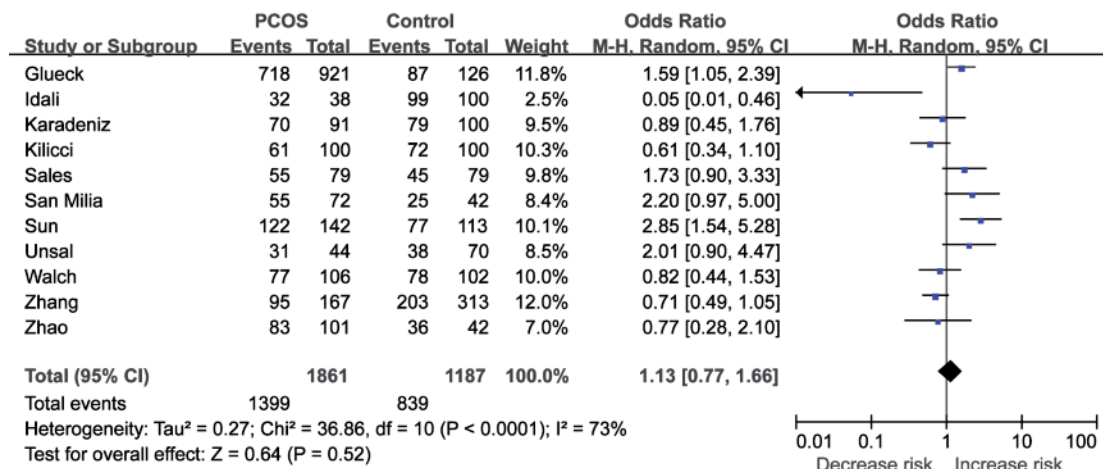 PCOS Control Odds Ratio Odds Ratio
Study or Subgroup Events Total Events Total Weight M-H, Random, 95% CI M-H, Random, 95% CI
Glueck 718 921 87 126 11.8% 1.59 [1.05, 2.39]
Idali 32 38 99 100 2.5% 0.05 [0.01, 0.46]
Karadeniz 70 91 79 100 9.5% 0.89 [0.45, 1.76]
Kilicci 61 100 72 100 10.3% 0.61 [0.34, 1.10]
Sales 55 79 45 79 9.8% 1.73 [0.90, 3.33]
San Milia 55 72 25 42 8.4% 2.20 [0.97, 5.00]
Sun 122 142 77 113 10.1% 2.85 [1.54, 5.28]
Unsal 31 44 38 70 9.0% 2.01 [0.90, 4.47]
Walch 77 106 78 102 10.0% 0.82 [0.44, 1.53]
Zhang 95 167 203 313 12.0% 0.71 [0.49, 1.05]
Zhao 83 101 36 42 7.0% 0.77 [0.28, 2.10]
Total (95% CI) 1861 1187 100.0% 1.13 [0.77, 1.66]
Total events 1399 839
Heterogeneity: Tau² = 0.27; Chi² = 36.86, df = 10 (P < 0.0001); I² = 73%
Test for overall effect: Z = 0.64 (P = 0.52)
0.01 0.1 1 10 100
Decrease risk Increase risk